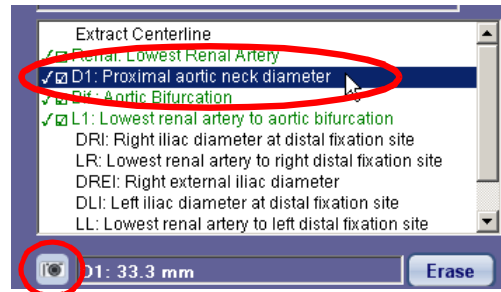 Extract Centerline
Renal: Lowest Renal Artery
D1: Proximal aortic neck diameter
Bif: Aortic Bifurcation
L1: Lowest renal artery to aortic bifurcation
DRI: Right iliac diameter at distal fixation site
LR: Lowest renal artery to right distal fixation site
DREI: Right external iliac diameter
DLI: Left iliac diameter at distal fixation site
LL: Lowest renal artery to left distal fixation site
D1: 33.3 mm Erase